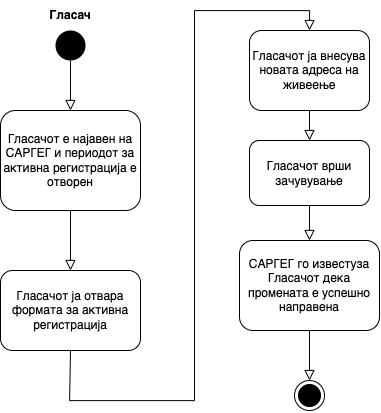 Гласач
Гласачот е најавен на
САРГЕГ и периодот за
активна регистрација е
отворен
Гласачот ја отвара
формата за активна
регистрација
Гласачот ја внесува
новата адреса на
живеење
Гласачот врши
зачувување
САРГЕГ го известуза
Гласачот дека
промената е успешно
направена